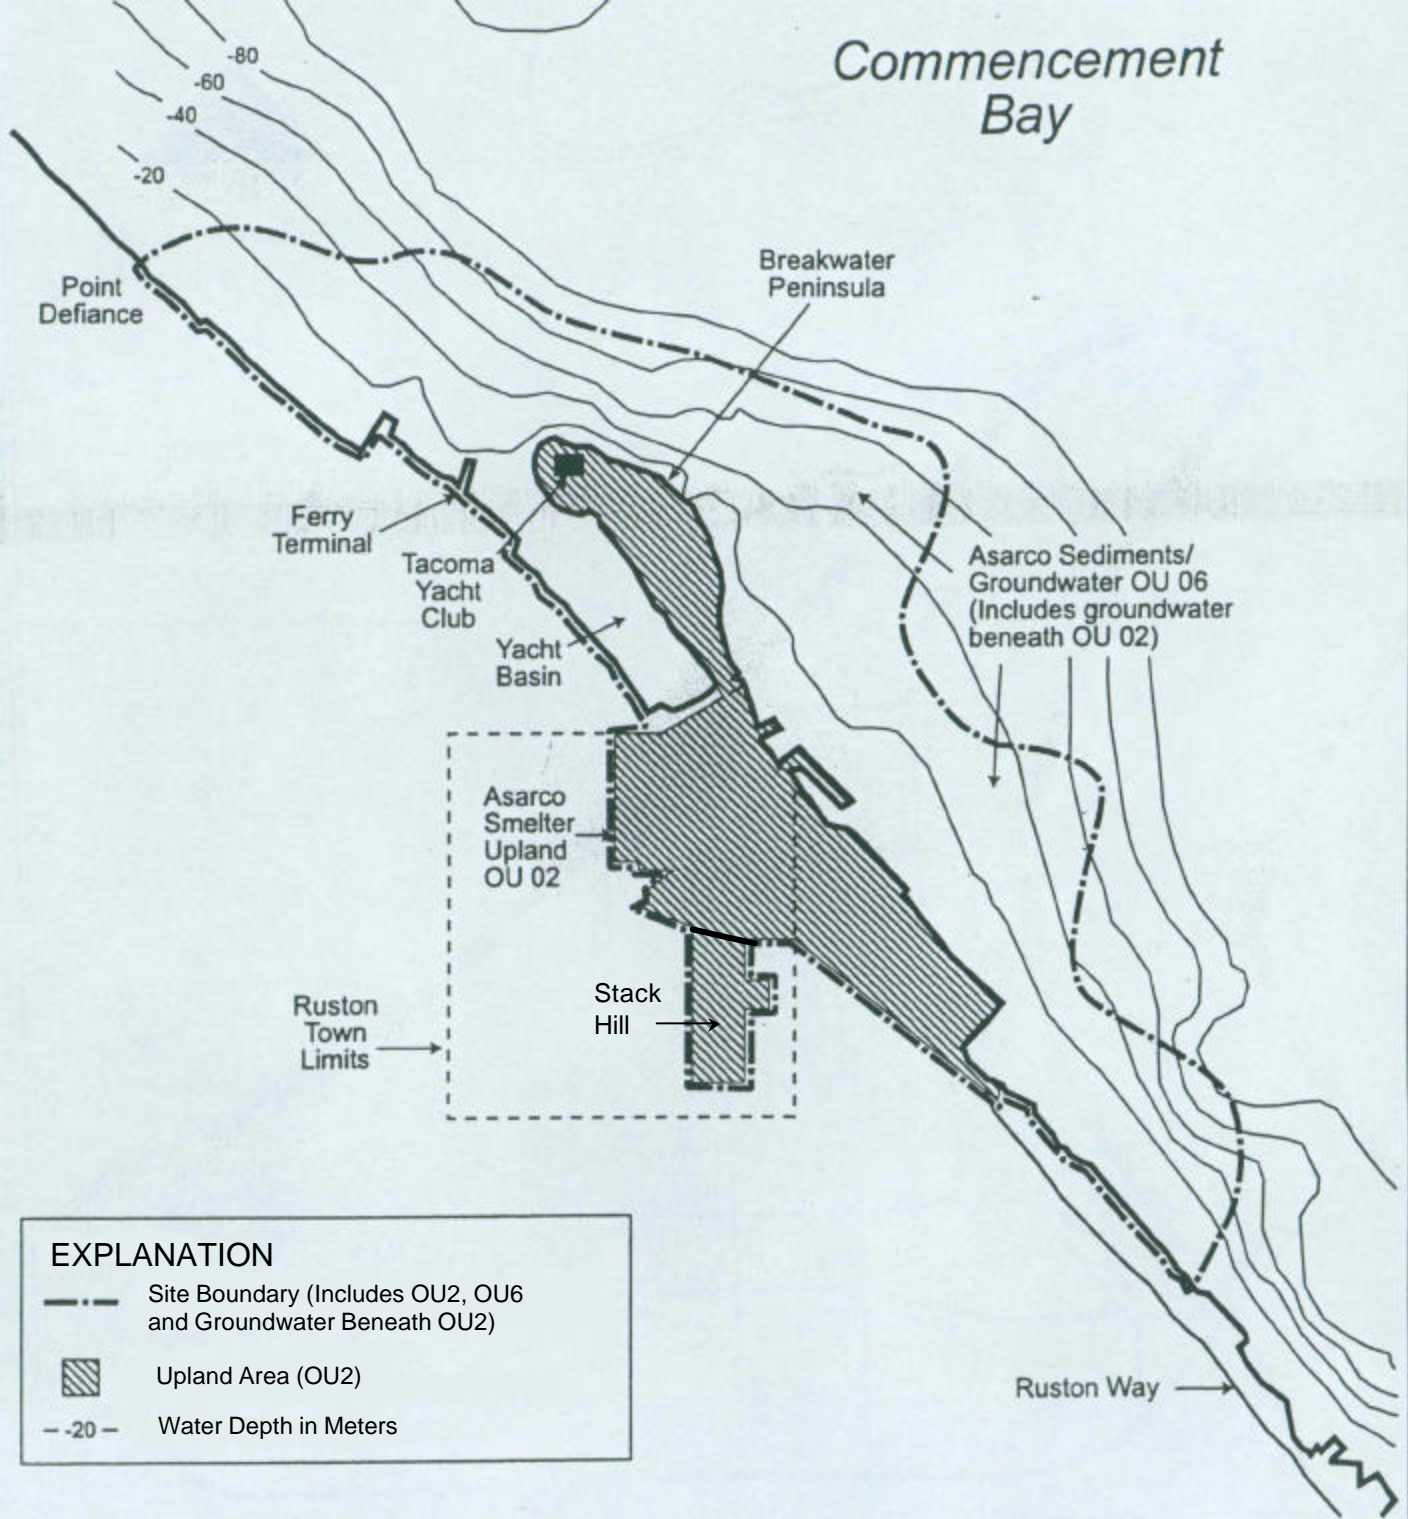 Commencement
Bay
-80
-60
-40
-20
Breakwater
Peninsula
Point
Defiance
Ferry
Terminal
Tacoma
Yacht
Club
Asarco Sediments/
Groundwater OU 06
(Includes groundwater
beneath OU 02)
Yacht
Basin
Asarco
Smelter
Upland
OU 02
Stack
Hill
Ruston
Town
Limits
EXPLANATION
Site Boundary (Includes OU2, OU6
and Groundwater Beneath OU2)
Upland Area (OU2)
-20
Water Depth in Meters
Ruston Way